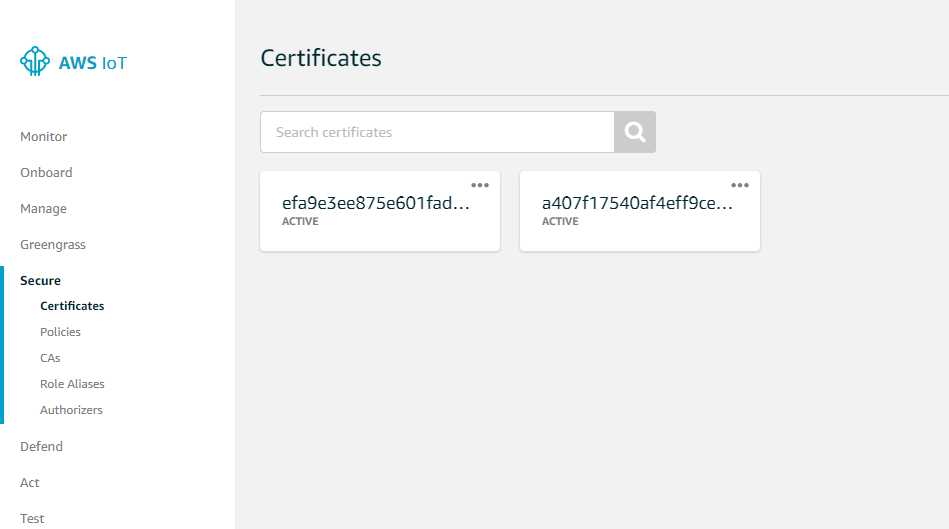 AWS IoT
Monitor
Onboard
Manage
Greengrass
Secure
Certificates
Policies
CAs
Role Aliases
Authorizers
Defend
Act
Test
Certificates
Search certificates
efa9e3ee875e601fad...
ACTIVE
a407f17540af4eff9ce...
ACTIVE